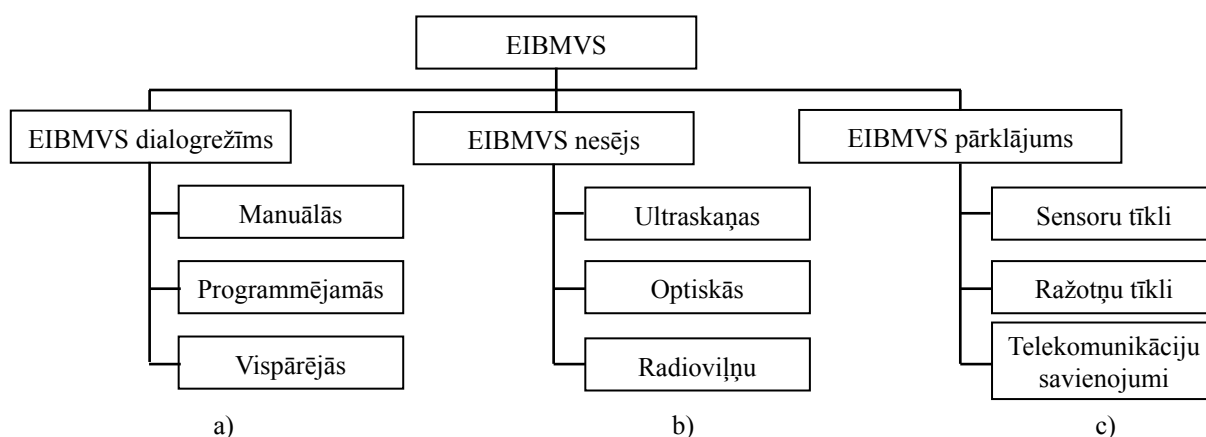 EIBMVS
EIBMVS dialogrežīms
Manuālās
Programmējamās
Vispārējās
a)
EIBMVS nesējs
Ultraskaņas
Optiskās
Radioviļņu
b)
EIBMVS pārklājums
Sensoru tīkli
Ražotņu tīkli
Telekomunikāciju
savienojumi
c)